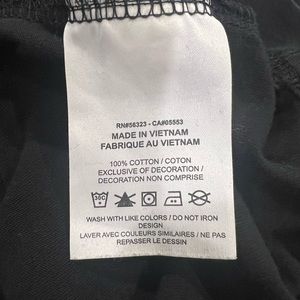 RN#56323 - CA#05553
MADE IN VIETNAM
FABRIQUE AU VIETNAM
100% COTTON / COTON
EXCLUSIVE OF DECORATION /
DECORATION NON COMPRISE
30C
WASH WITH LIKE COLORS / DO NOT IRON
DESIGN
LAVER AVEC COULEURS SIMILAIRES / NE PAS
REPASSER LE DESSIN